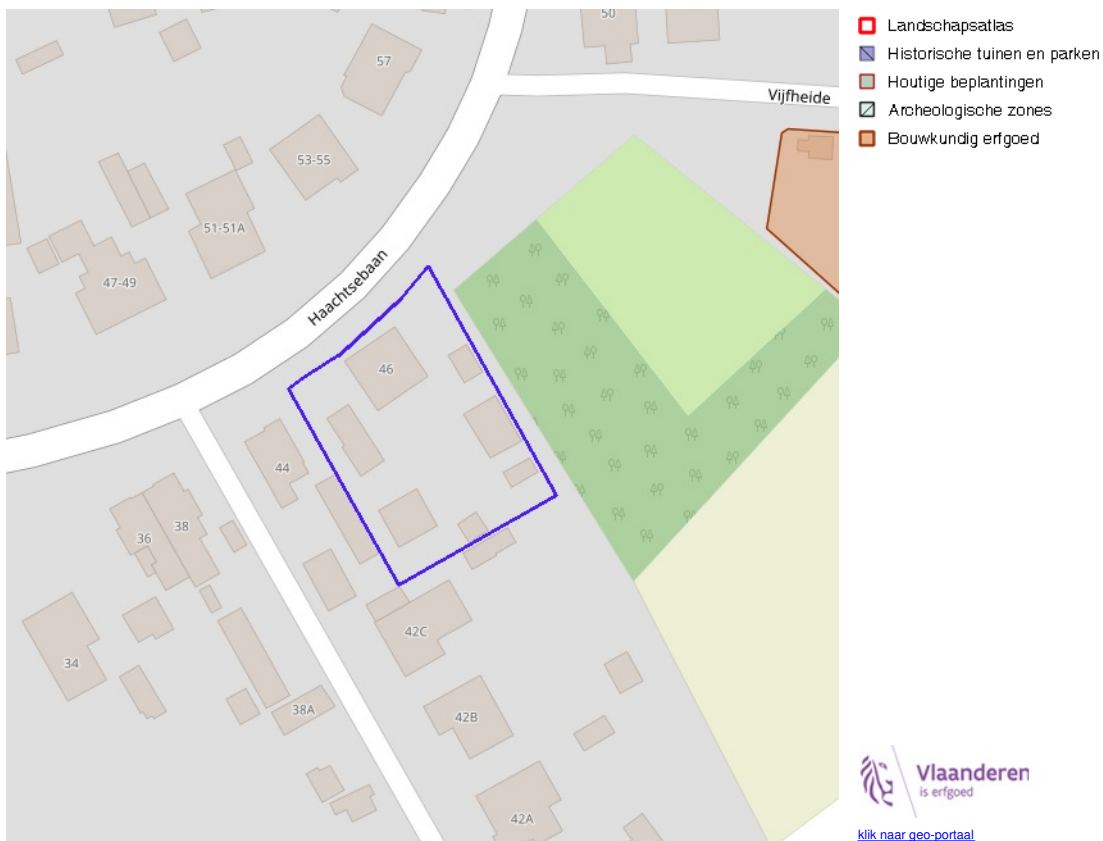 50
57
Vijfheide
53-55
51-51A
47-49
Haachtsebaan
46
44
38
36
42C
34
38A
42B
42A
Landschapsatlas
Historische tuinen en parken
Houtige beplantingen
Archeologische zones
Bouwkundig erfgoed
Vlaanderen
is erfgoed
klik naar geo-portaal